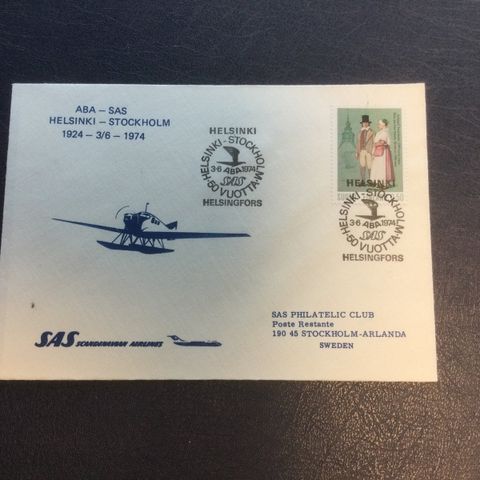 ABA – SAS
HELSINKI – STOCKHOLM
1924 – 3/6 – 1974
HELSINKI
HELSINKI-STOCKHOLM
3.6 ABA 1974
SAS
50 VUOTTA
HELSINGFORS
HELSINKI
HELSINKI-STOCKHOLM
3.6 ABA 1974
SAS
50 VUOTTA
HELSINGFORS
SAS PHILATELIC CLUB
Poste Restante
190 45 STOCKHOLM-ARLANDA
SWEDEN
SAS SCANDINAVIAN AIRLINES